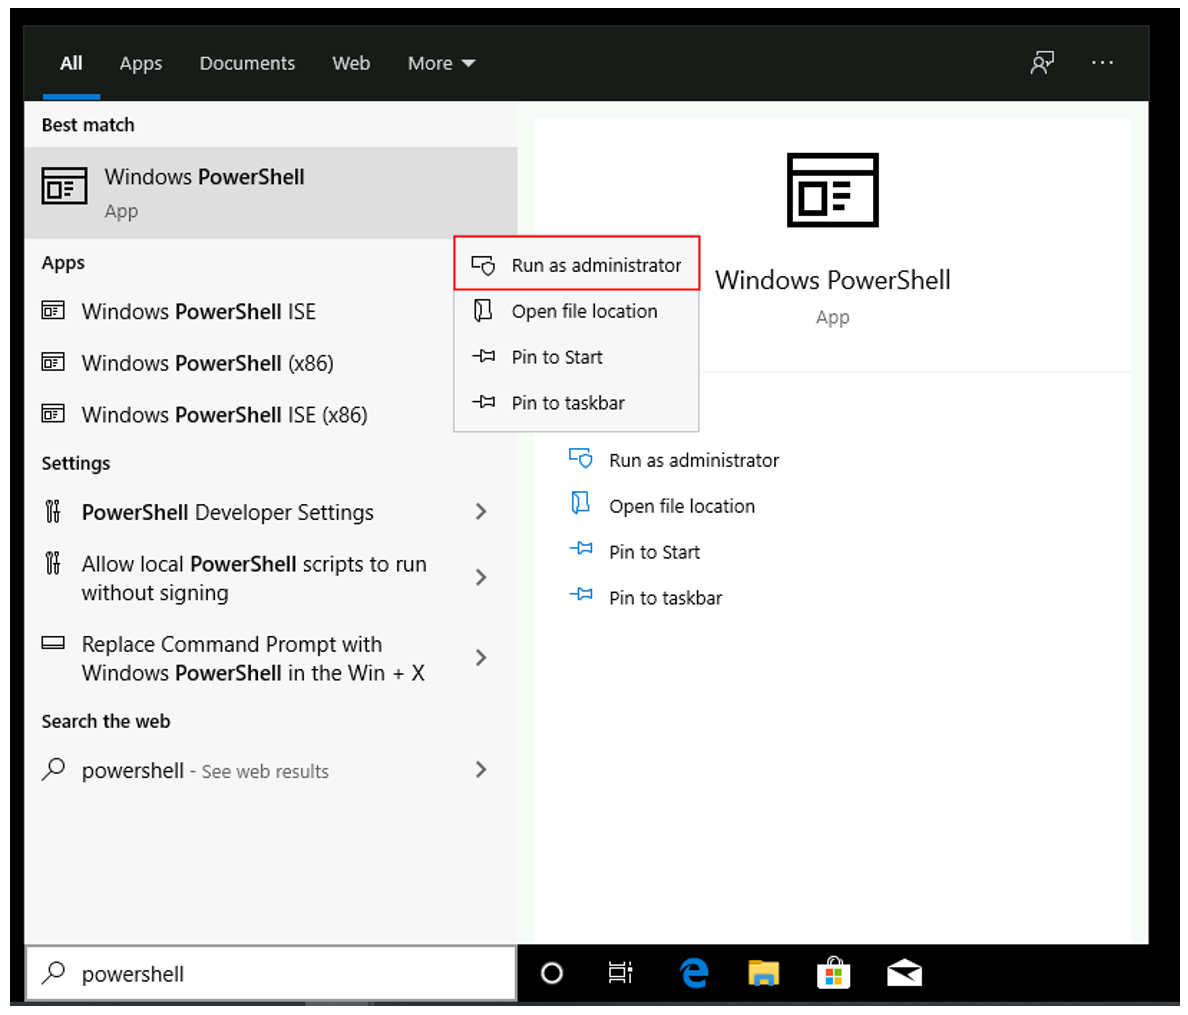 All Apps Documents Web More
Best match
Windows PowerShell
App
Apps
Windows PowerShell ISE
Windows PowerShell (x86)
Windows PowerShell ISE (x86)
Settings
PowerShell Developer Settings
Allow local PowerShell scripts to run
without signing
Replace Command Prompt with
Windows PowerShell in the Win + X
Search the web
powershell - See web results
Run as administrator
Open file location
Pin to Start
Pin to taskbar
Windows PowerShell
App
Run as administrator
Open file location
Pin to Start
Pin to taskbar
powershell